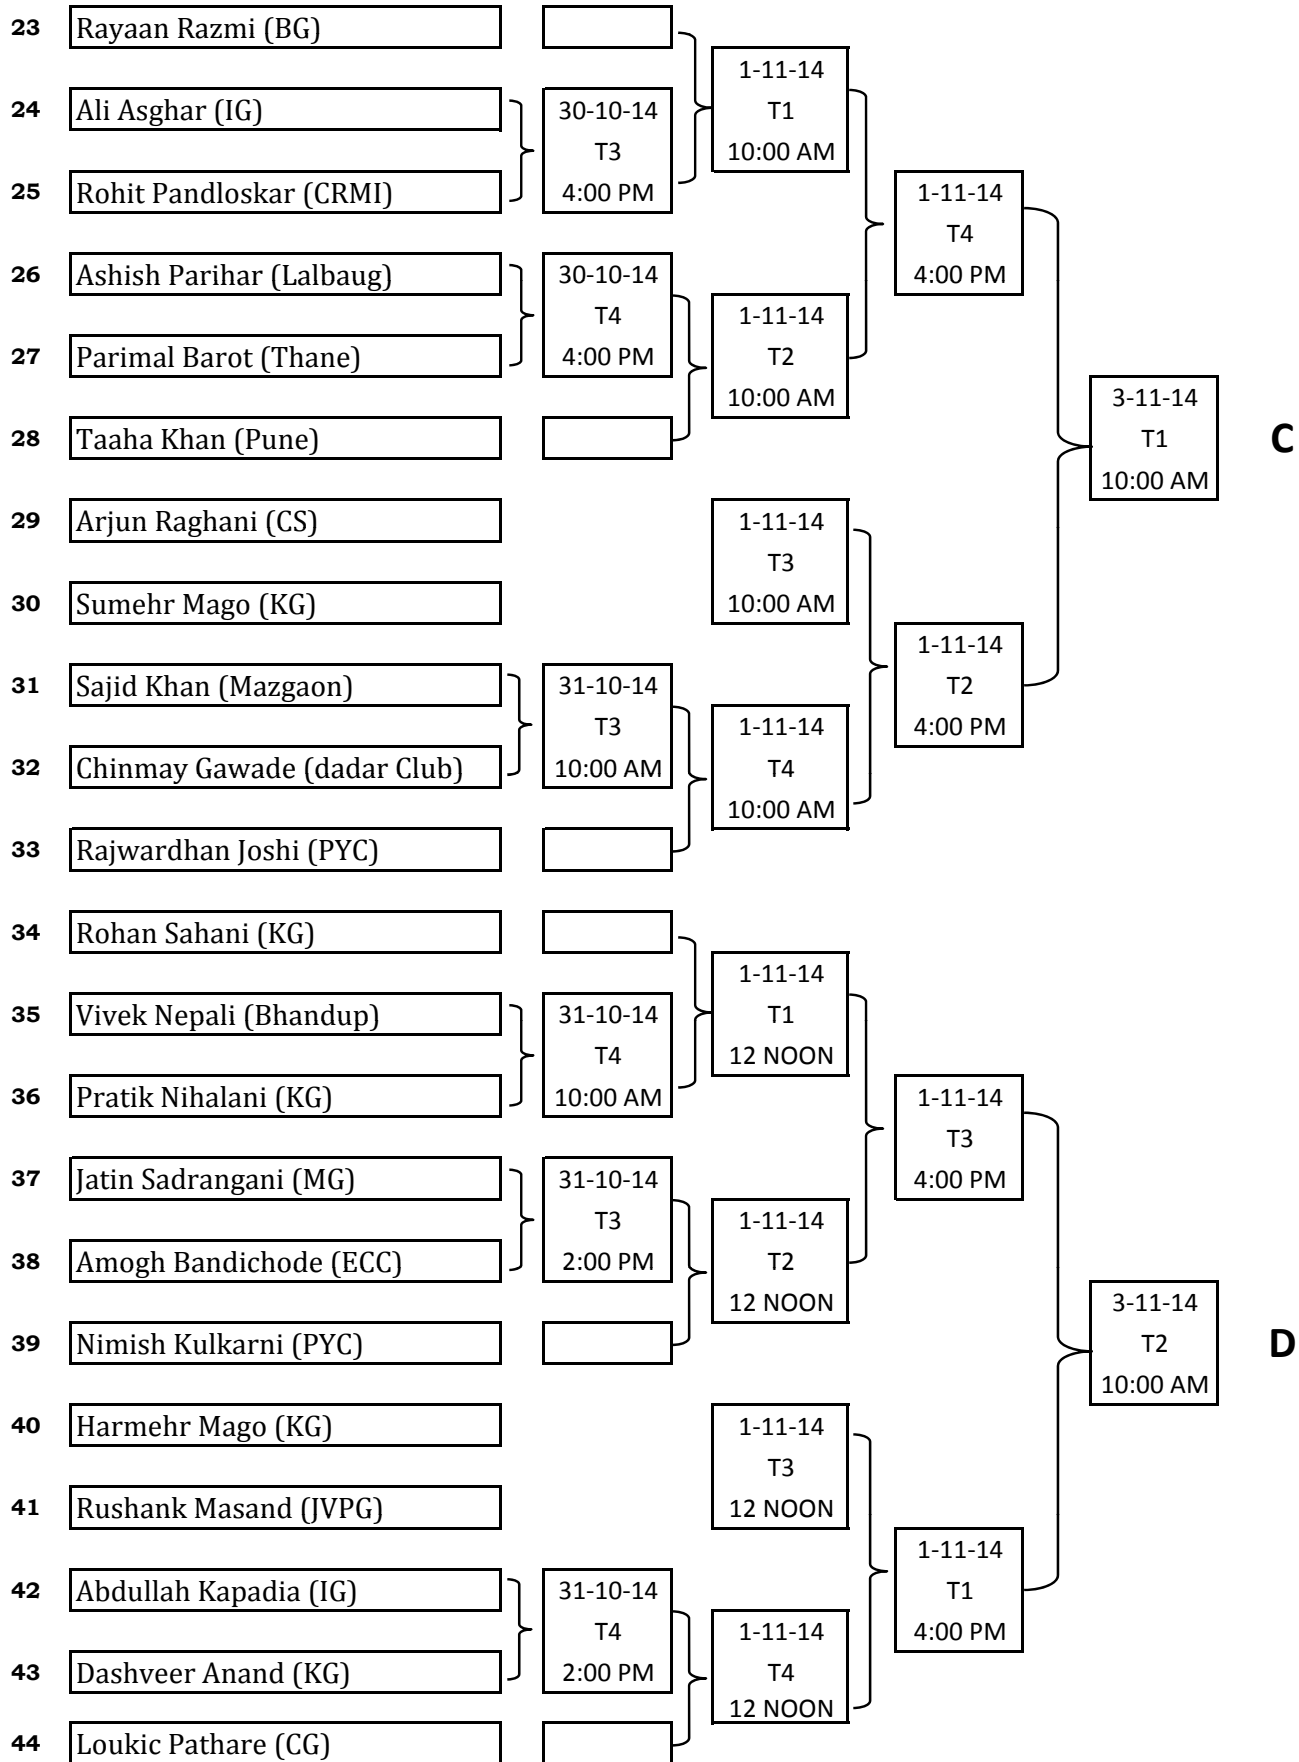 23 Rayaan Razmi (BG)
1-11-14
24 Ali Asghar (IG) 30-10-14 T1
T3 10:00 AM
25 Rohit Pandloskar (CRMI) 4:00 PM 1-11-14
T4
26 Ashish Parihar (Lalbaug) 30-10-14 4:00 PM
T4 1-11-14
27 Parimal Barot (Thane) 4:00 PM T2
10:00 AM 3-11-14
28 Taaha Khan (Pune) T1 C
10:00 AM
29 Arjun Raghani (CS) 1-11-14
T3
30 Sumehr Mago (KG) 10:00 AM
1-11-14
31 Sajid Khan (Mazgaon) 31-10-14 T2
T3 1-11-14 4:00 PM
32 Chinmay Gawade (dadar Club) 10:00 AM T4
10:00 AM
33 Rajwardhan Joshi (PYC)
34 Rohan Sahani (KG)
1-11-14
35 Vivek Nepali (Bhandup) 31-10-14 T1
T4 12 NOON
36 Pratik Nihalani (KG) 10:00 AM 1-11-14
T3
37 Jatin Sadrangani (MG) 31-10-14 4:00 PM
T3 1-11-14
38 Amogh Bandichode (ECC) 2:00 PM T2
12 NOON 3-11-14
39 Nimish Kulkarni (PYC) T2 D
10:00 AM
40 Harmehr Mago (KG) 1-11-14
T3
41 Rushank Masand (JVPG) 12 NOON
1-11-14
42 Abdullah Kapadia (IG) 31-10-14 T1
T4 1-11-14 4:00 PM
43 Dashveer Anand (KG) 2:00 PM T4
12 NOON
44 Loukic Pathare (CG)